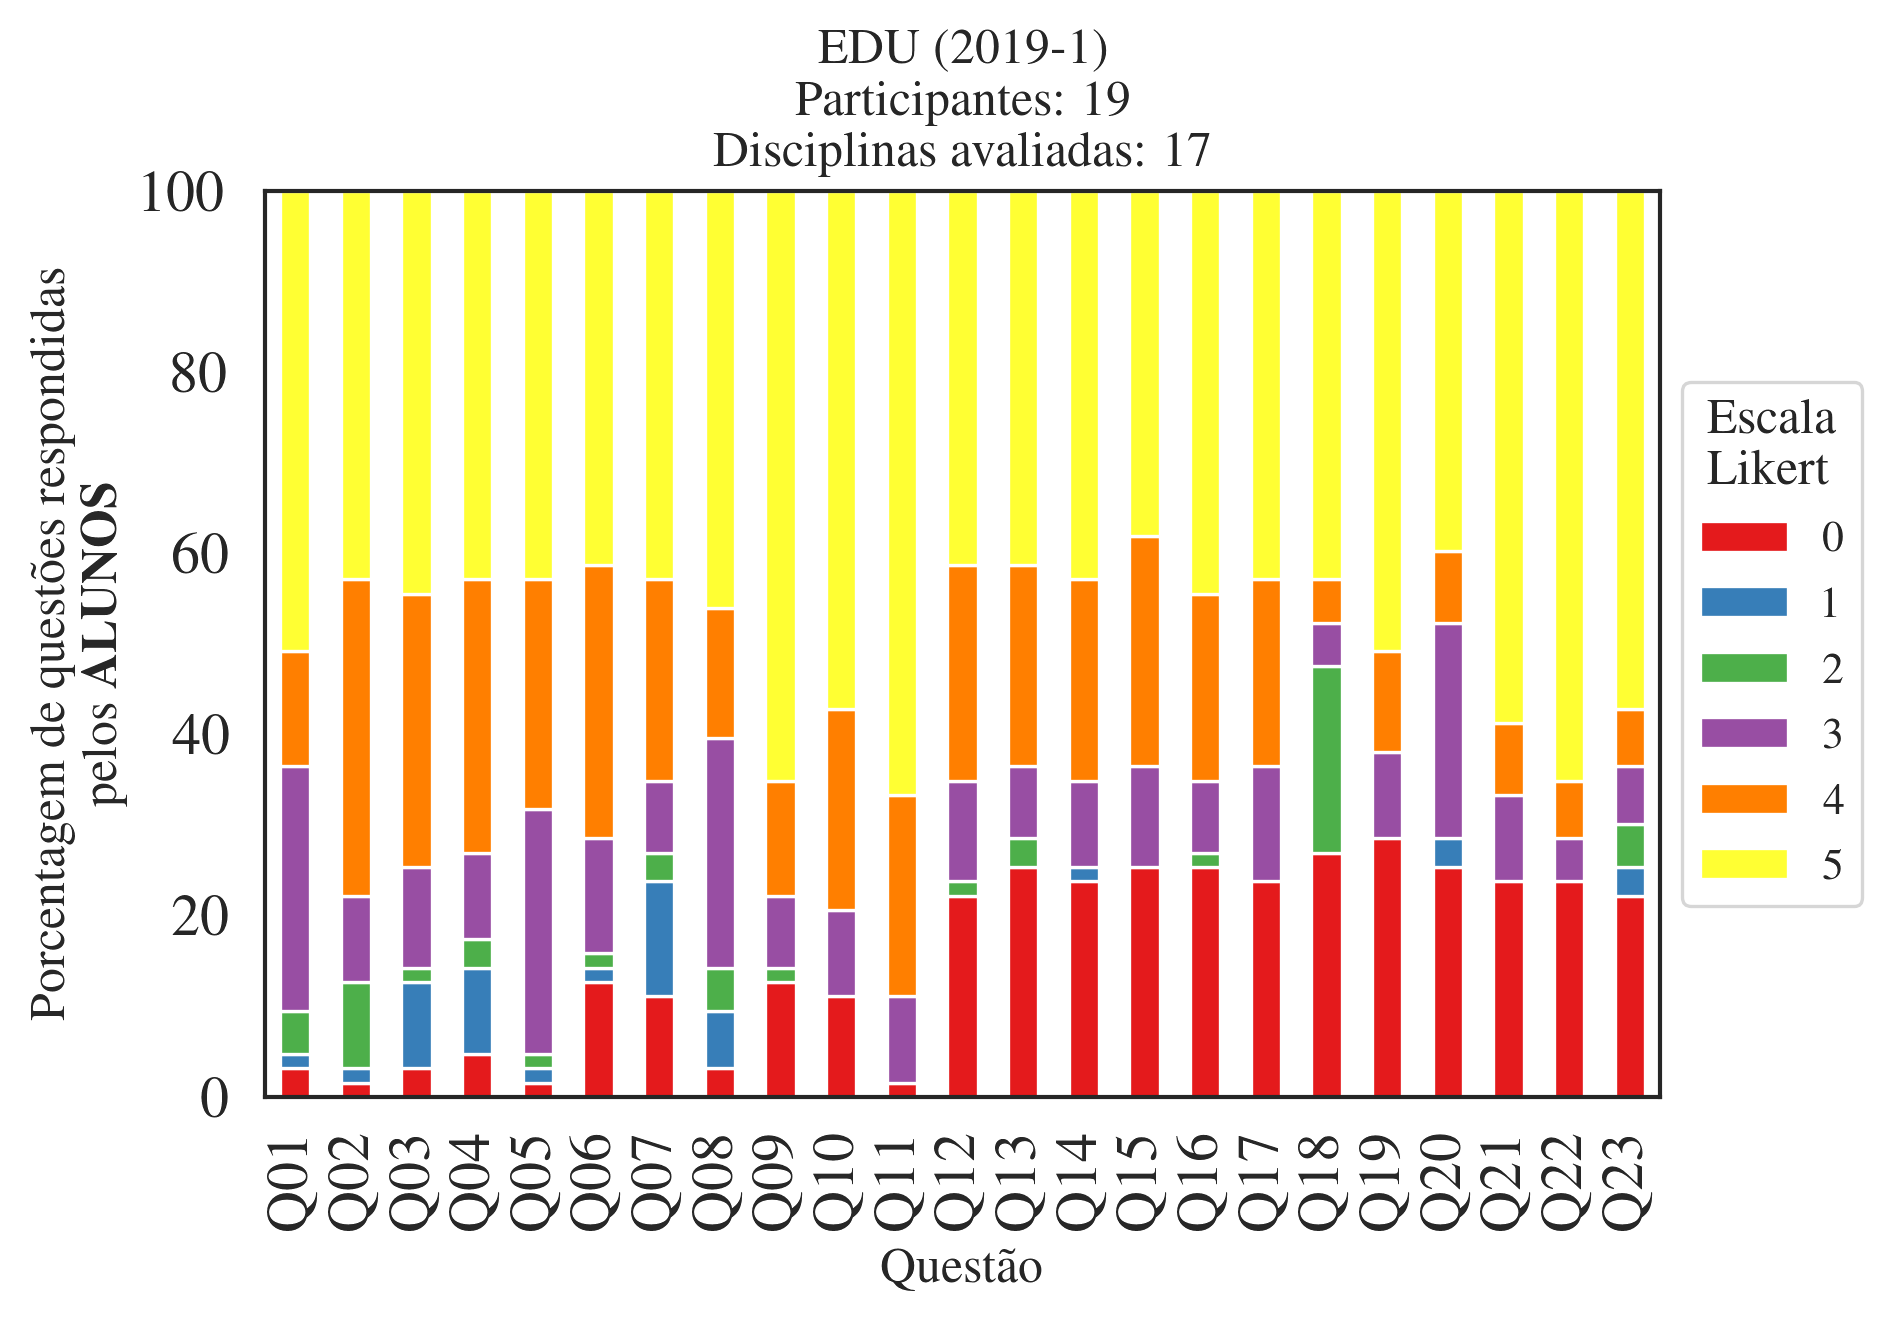 EDU (2019-1)
Participantes: 19
Disciplinas avaliadas: 17
Porcentagem de questões respondidas
pelos ALUNOS
100
80
60
40
20
0
Q01
Q02
Q03
Q04
Q05
Q06
Q07
Q08
Q09
Q10
Q11
Q12
Q13
Q14
Q15
Q16
Q17
Q18
Q19
Q20
Q21
Q22
Q23
Questão
Escala
Likert
0
1
2
3
4
5